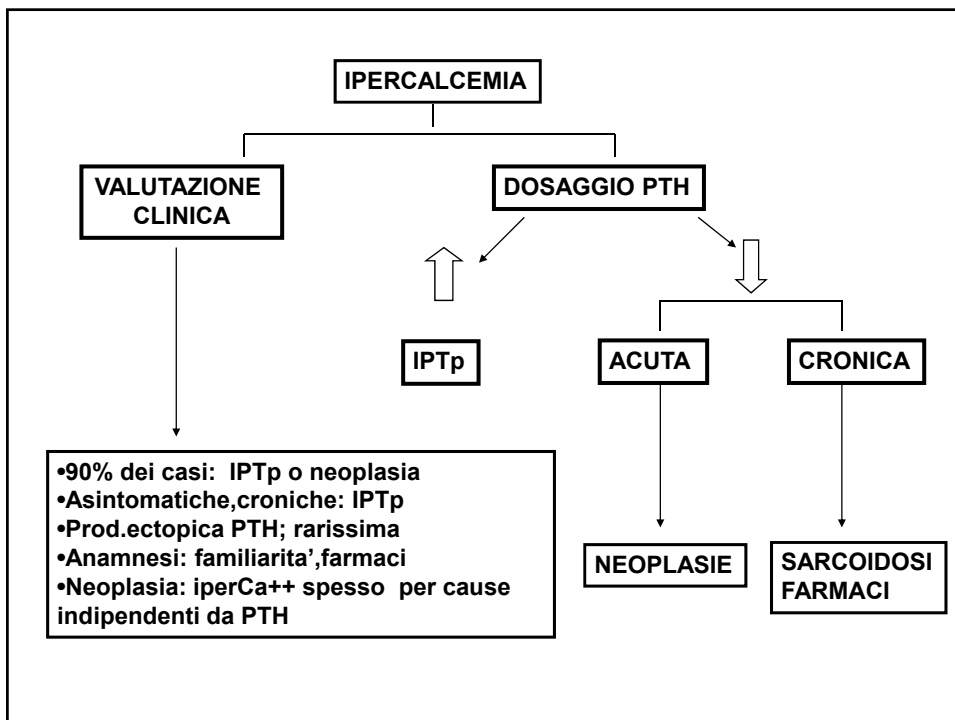 IPERCALCEMIA
VALUTAZIONE
CLINICA
DOSAGGIO PTH
IPTp
ACUTA
CRONICA
•90% dei casi:  IPTp o neoplasia
•Asintomatiche,croniche: IPTp
•Prod.ectopica PTH; rarissima
•Anamnesi: familiarita’,farmaci
•Neoplasia: iperCa++ spesso  per cause
indipendenti da PTH
NEOPLASIE
SARCOIDOSI
FARMACI